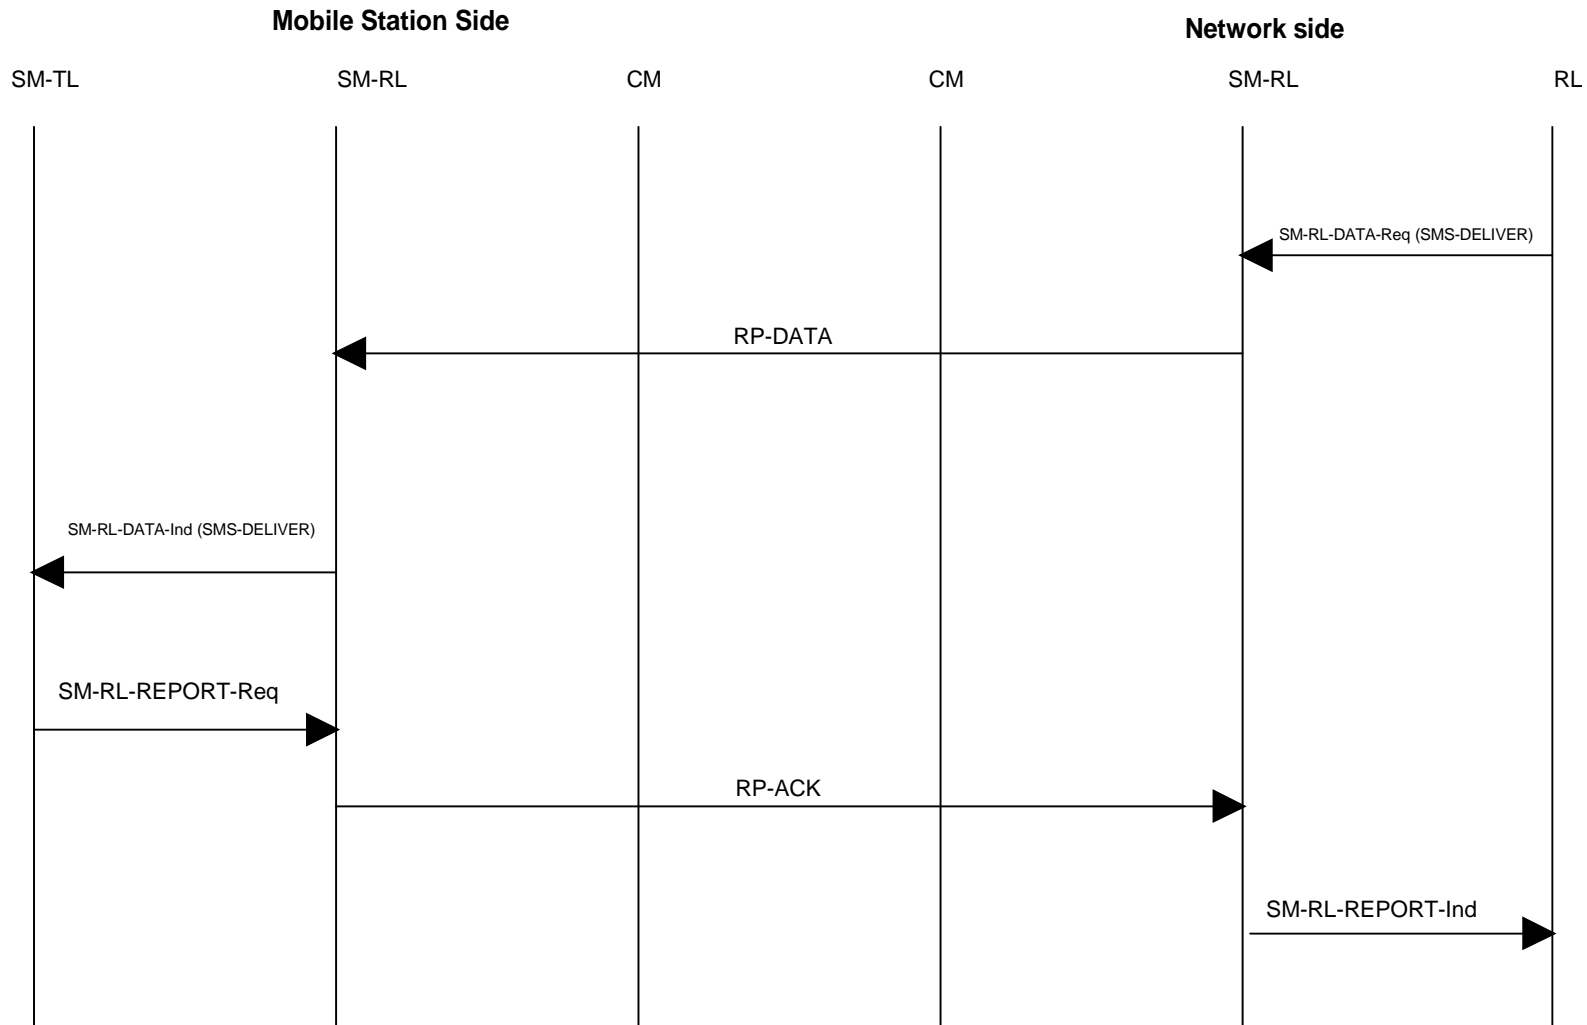 Mobile Station Side
Network side
SM-TL
SM-RL
CM
CM
SM-RL
RL
SM-RL-DATA-Req (SMS-DELIVER)
RP-DATA
SM-RL-DATA-Ind (SMS-DELIVER)
SM-RL-REPORT-Req
RP-ACK
SM-RL-REPORT-Ind